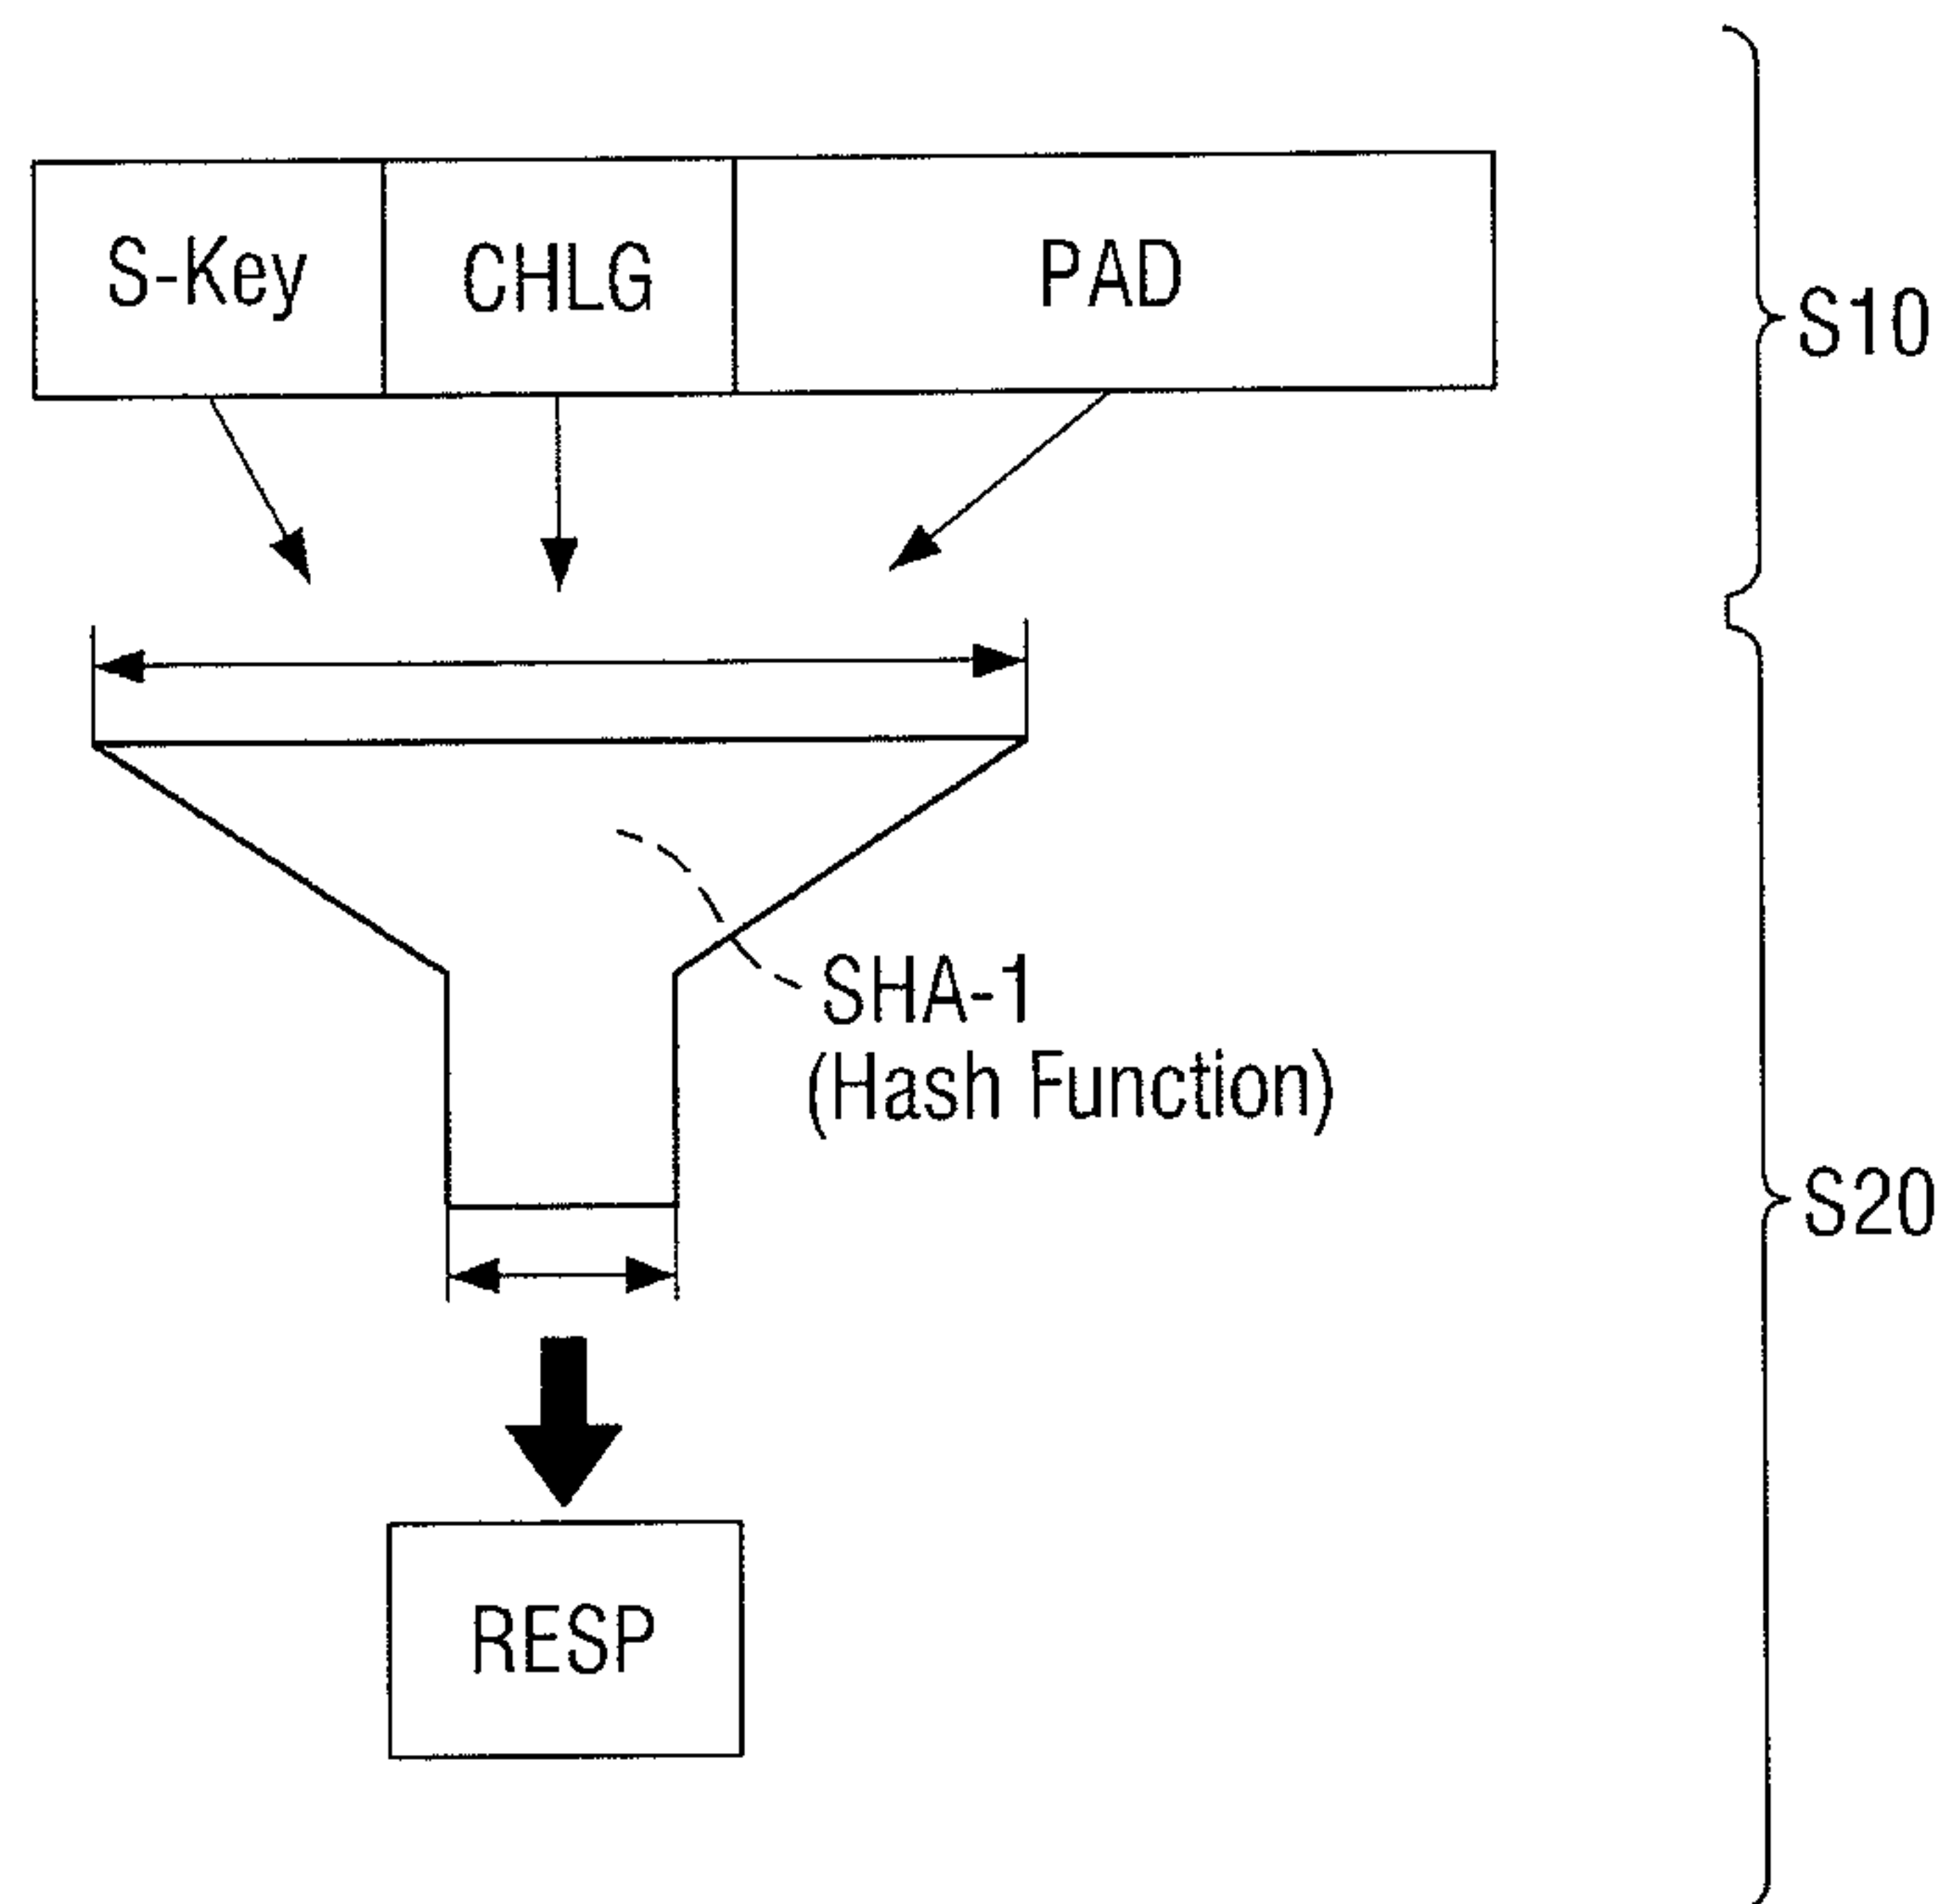 S-Key CHLG PAD
S10
SHA-1
(Hash Function)
S20
RESP